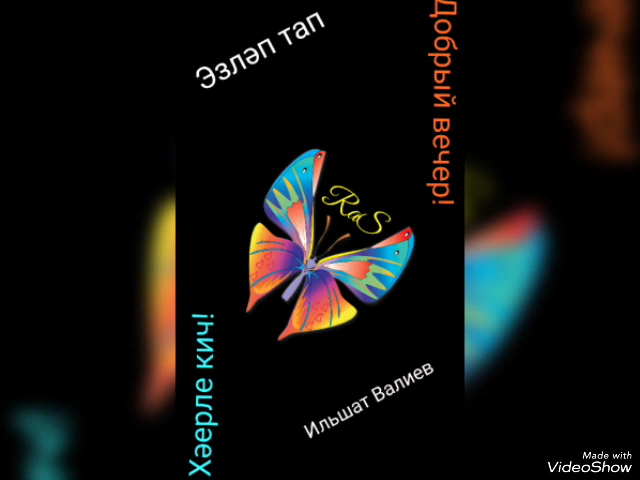 Эзләп тап
Добрый вечер!
RaS
Хәерле кич!
Ильшат Валиев
Made with
VideoShow